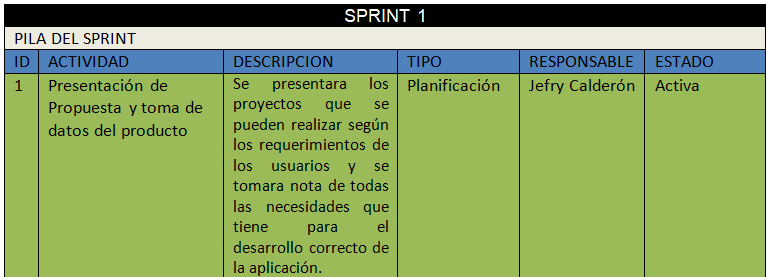 SPRINT 1
PILA DEL SPRINT
ID ACTIVIDAD DESCRIPCION TIPO RESPONSABLE ESTADO
1
Presentación de
Propuesta y toma de
datos del producto
Se presentara los
proyectos que se
pueden realizar según
los requerimientos de
los usuarios y se
tomara nota de todas
las necesidades que
tiene para el
desarrollo correcto de
la aplicación.
Planificación
Jefry Calderón
Activa